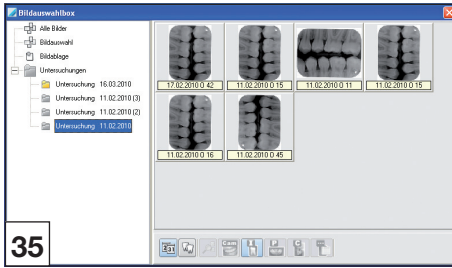 Bildauswahlbox
Alle Bilder
Bildauswahl
Bildablage
Untersuchungen
Untersuchung 16.03.2010
Untersuchung 11.02.2010 (3)
Untersuchung 11.02.2010 (2)
Untersuchung 11.02.2010
17.02.2010 O 42
11.02.2010 O 15
11.02.2010 O 11
11.02.2010 O 15
11.02.2010 O 16
11.02.2010 O 45
35